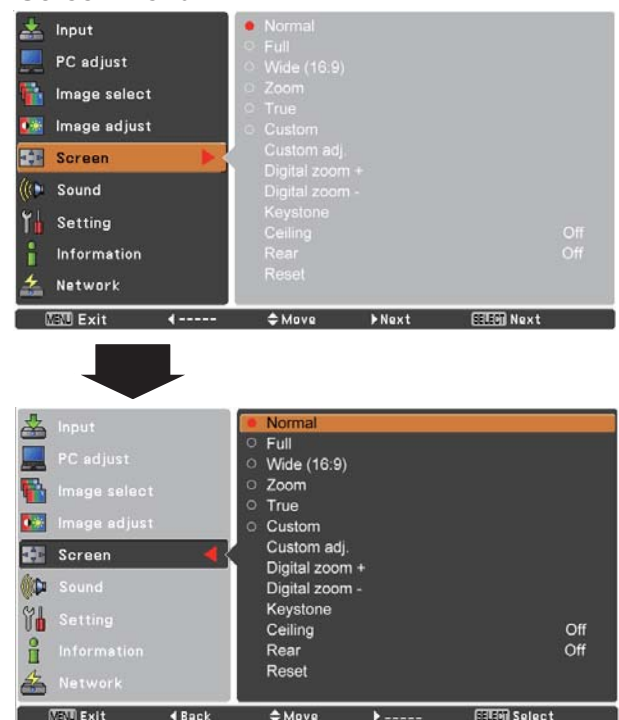 Input
PC adjust
Image select
Image adjust
Screen
Sound
Setting
Information
Network
Normal
Full
Wide (16:9)
Zoom
True
Custom
Custom adj.
Digital zoom +
Digital zoom -
Keystone
Ceiling Off
Rear Off
Reset
MENU Exit ◄----- Move ►Next SELECT Next
Input
PC adjust
Image select
Image adjust
Screen
Sound
Setting
Information
Network
Normal
Full
Wide (16:9)
Zoom
True
Custom
Custom adj.
Digital zoom +
Digital zoom -
Keystone
Ceiling Off
Rear Off
Reset
MENU Exit ◄Back Move ►----- SELECT Select